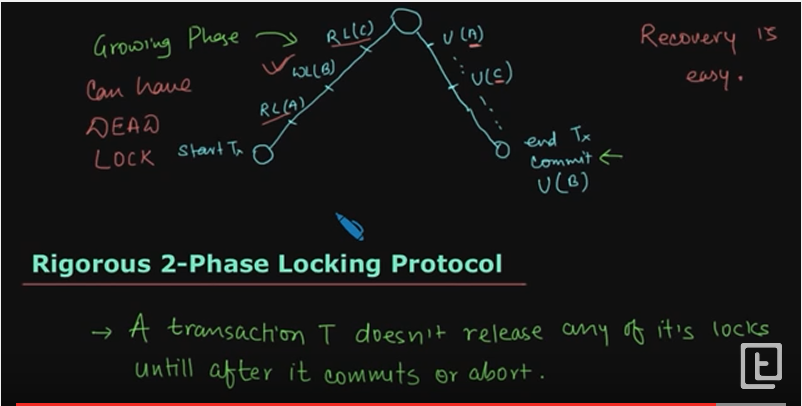 Growing Phase
Can have
DEAD
LOCK
Start Tx
RL(A)
WL(B)
RL(C)
U(A)
U(C)
end Tx
commit
U(B)
Recovery is
easy.
Rigorous 2-Phase Locking Protocol
→ A transaction T doesn't release any of it's locks
untill after it commits or abort.
t